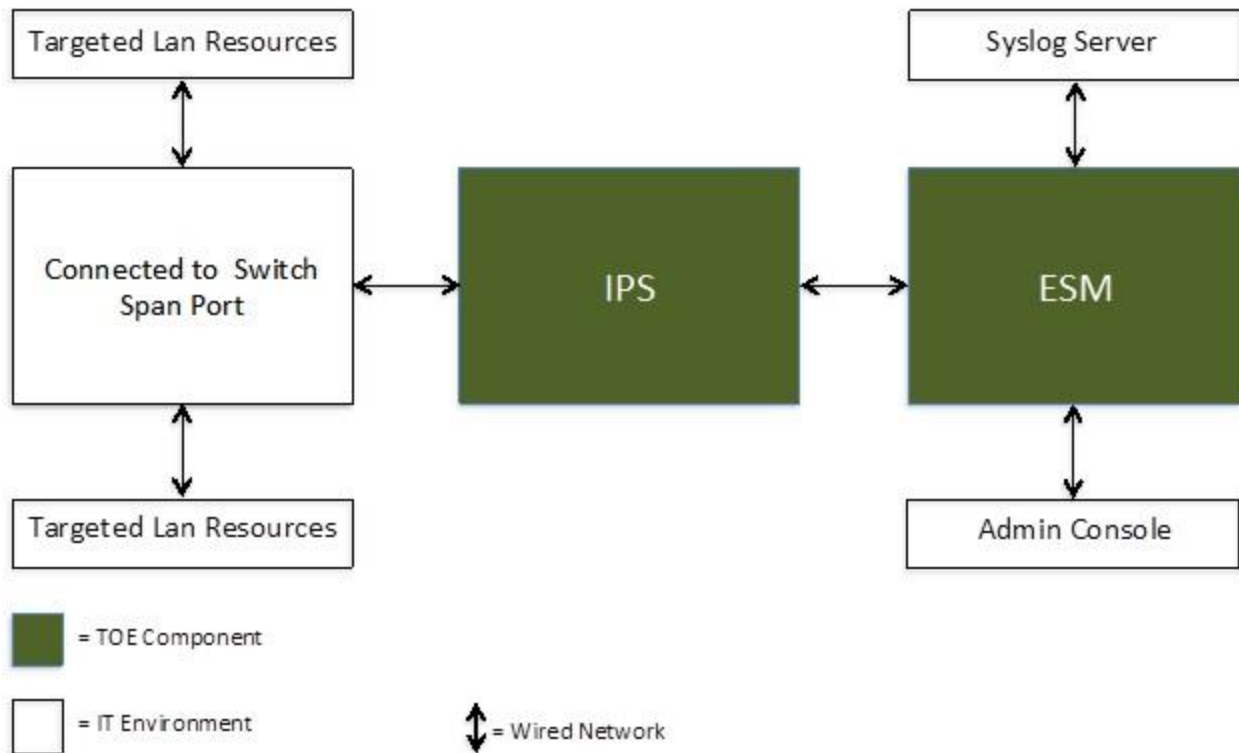 Targeted Lan Resources
Syslog Server
Connected to Switch
Span Port
IPS
ESM
Targeted Lan Resources
Admin Console
= TOE Component
= IT Environment
= Wired Network